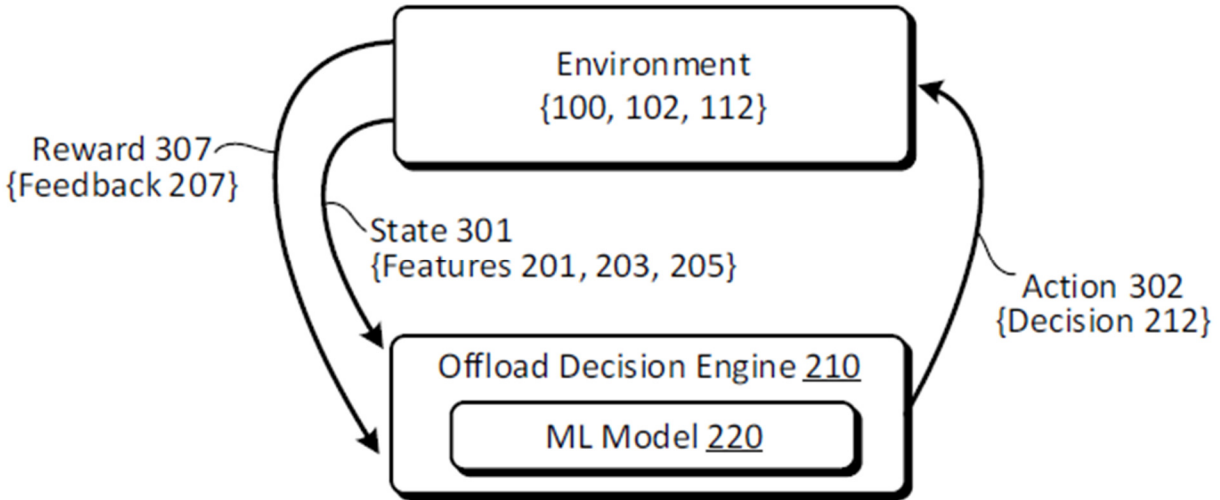 Environment
{100, 102, 112}
Reward 307
{Feedback 207}
State 301
{Features 201, 203, 205}
Action 302
{Decision 212}
Offload Decision Engine 210
ML Model 220